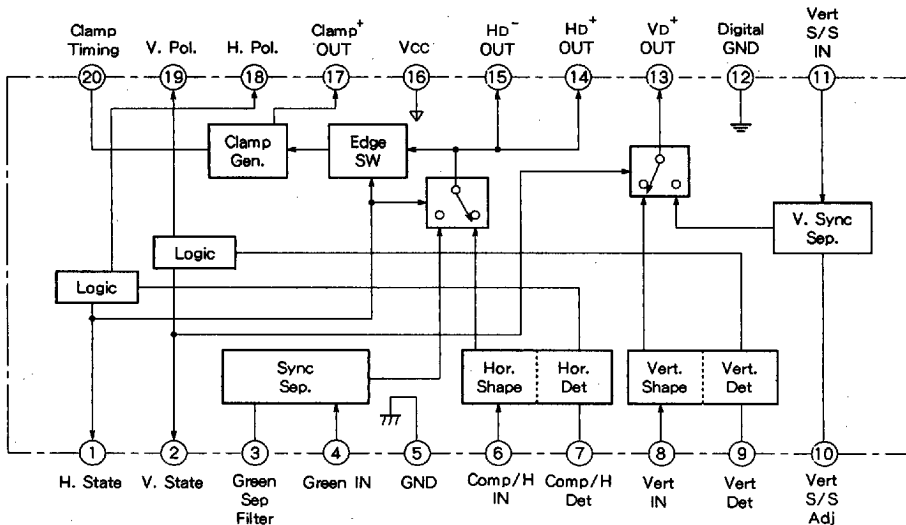 Clamp
Timing
V. Pol.
H. Pol.
Clamp+
OUT
Vcc
HD-
OUT
HD+
OUT
VD+
OUT
Digital
GND
Vert
S/S
IN
20
19
18
17
16
15
14
13
12
11
Clamp
Gen.
Edge
SW
V. Sync
Sep.
Logic
Logic
Sync
Sep.
Hor.
Shape
Hor.
Det
Vert.
Shape
Vert.
Det
1
2
3
4
5
6
7
8
9
10
H. State
V. State
Green
Sep
Filter
Green IN
GND
Comp/H
IN
Comp/H
Det
Vert
IN
Vert
Det
Vert
S/S
Adj